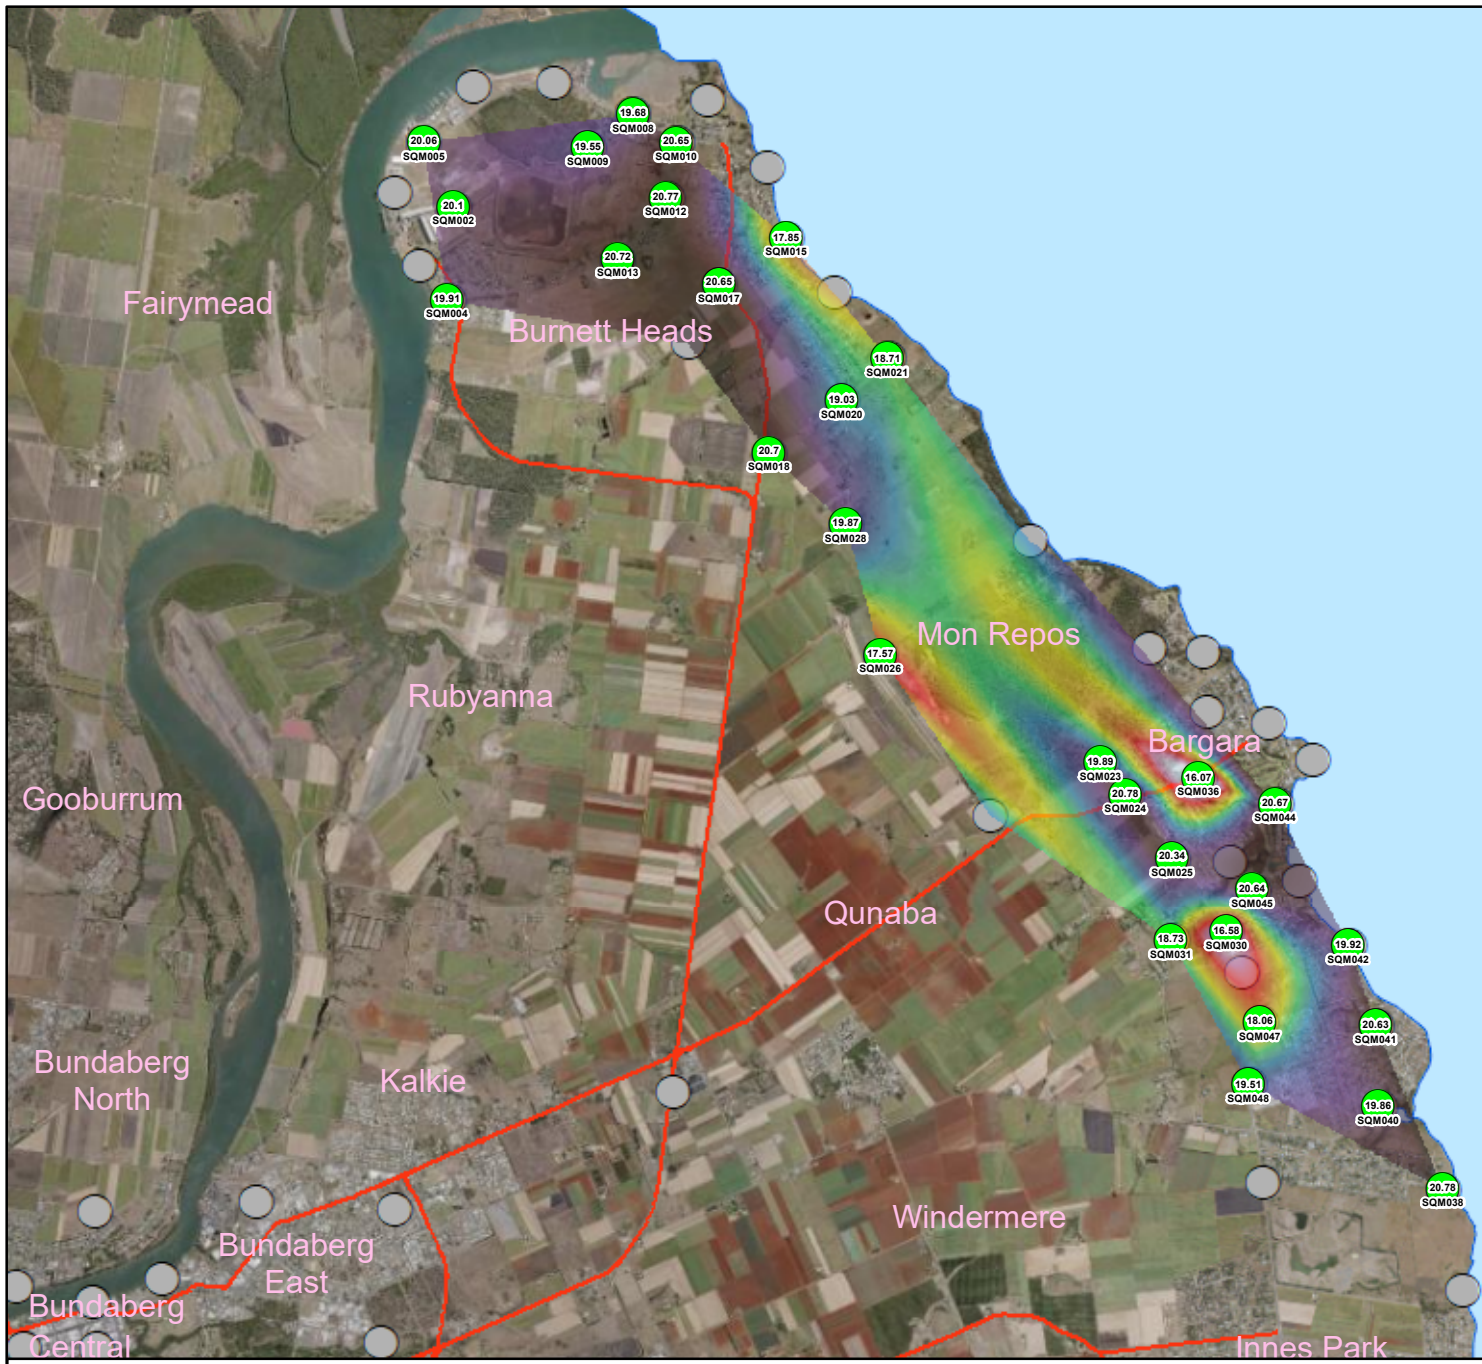 19.68
SQM008
20.06
SQM005
19.55
SQM009
20.65
SQM010
20.1
SQM002
20.77
SQM012
17.85
SQM015
20.72
SQM013
20.65
SQM017
19.91
SQM004
Fairymead
Burnett Heads
18.71
SQM021
19.03
SQM020
20.7
SQM018
19.87
SQM028
Mon Repos
17.57
SQM026
Rubyanna
Bargara
19.89
SQM023
16.07
SQM036
20.78
SQM024
20.67
SQM044
Gooburrum
20.34
SQM025
20.64
SQM045
Qunaba
16.58
SQM030
18.73
SQM031
19.92
SQM042
18.06
SQM047
20.63
SQM041
Bundaberg
North
Kalkie
19.51
SQM048
19.86
SQM040
20.78
SQM038
Windermere
Bundaberg
East
Bundaberg
Central
Innes Park